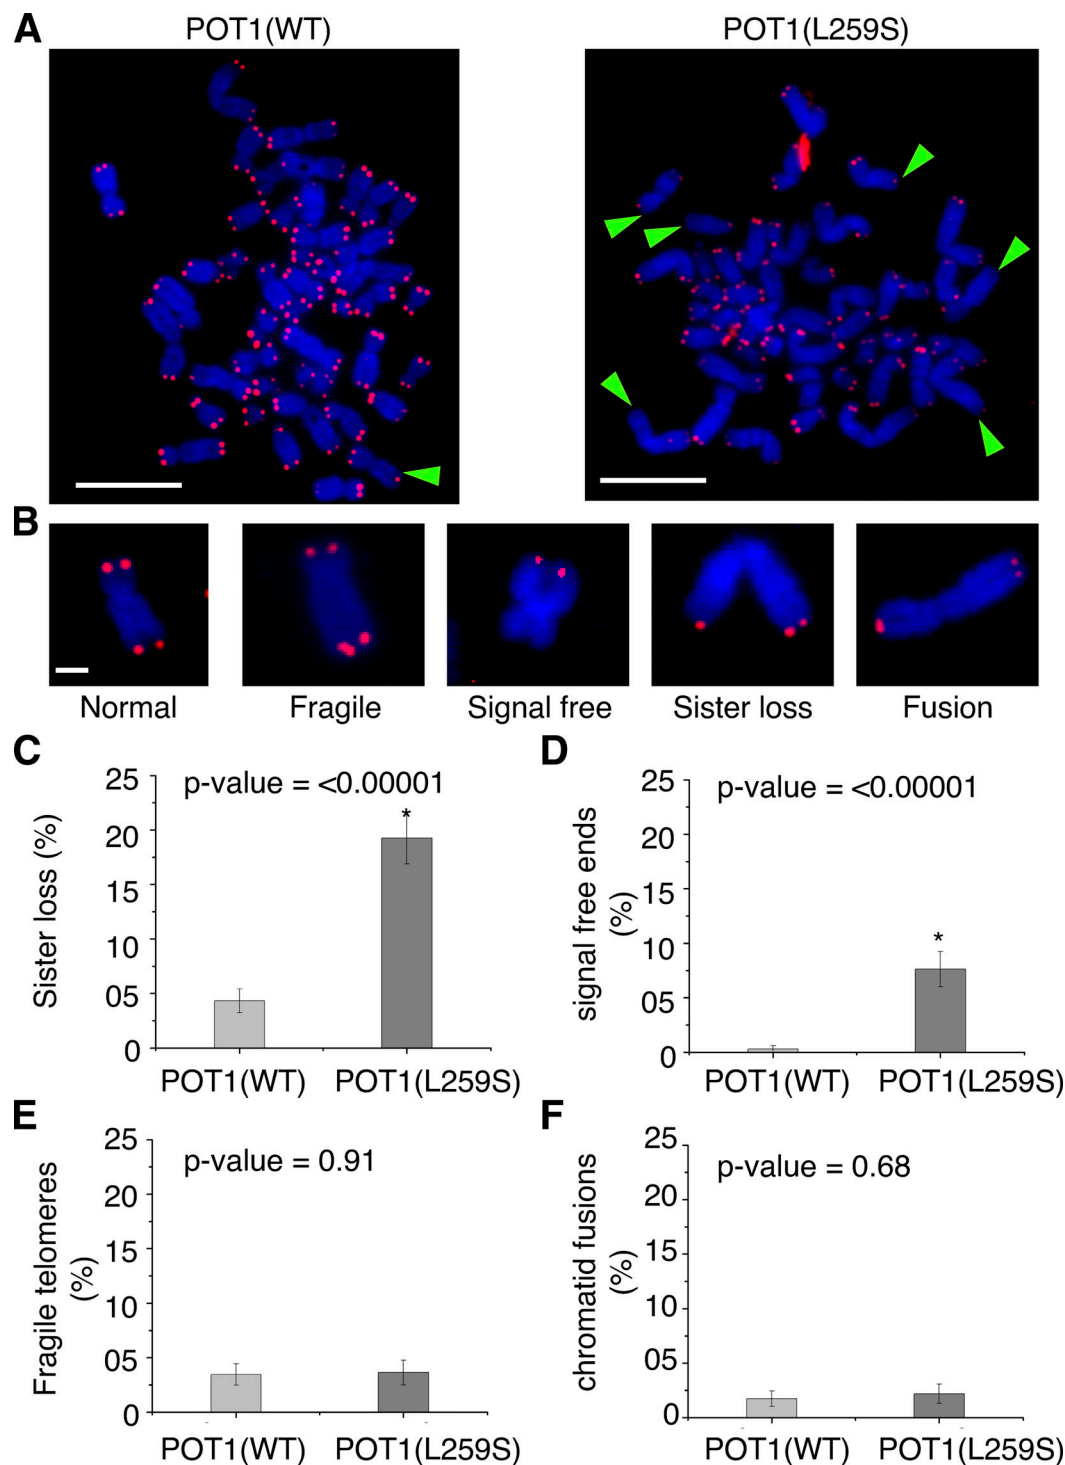 A
POT1(WT)
POT1(L259S)
B
Normal
Fragile
Signal free
Sister loss
Fusion
C
p-value = <0.00001
Sister loss (%)
25
20
15
10
05
0
*
POT1(WT)
POT1(L259S)
D
p-value = <0.00001
signal free ends
(%)
25
20
15
10
05
0
*
POT1(WT)
POT1(L259S)
E
p-value = 0.91
Fragile telomeres
(%)
25
20
15
10
05
0
POT1(WT)
POT1(L259S)
F
p-value = 0.68
chromatid fusions
(%)
25
20
15
10
05
0
POT1(WT)
POT1(L259S)